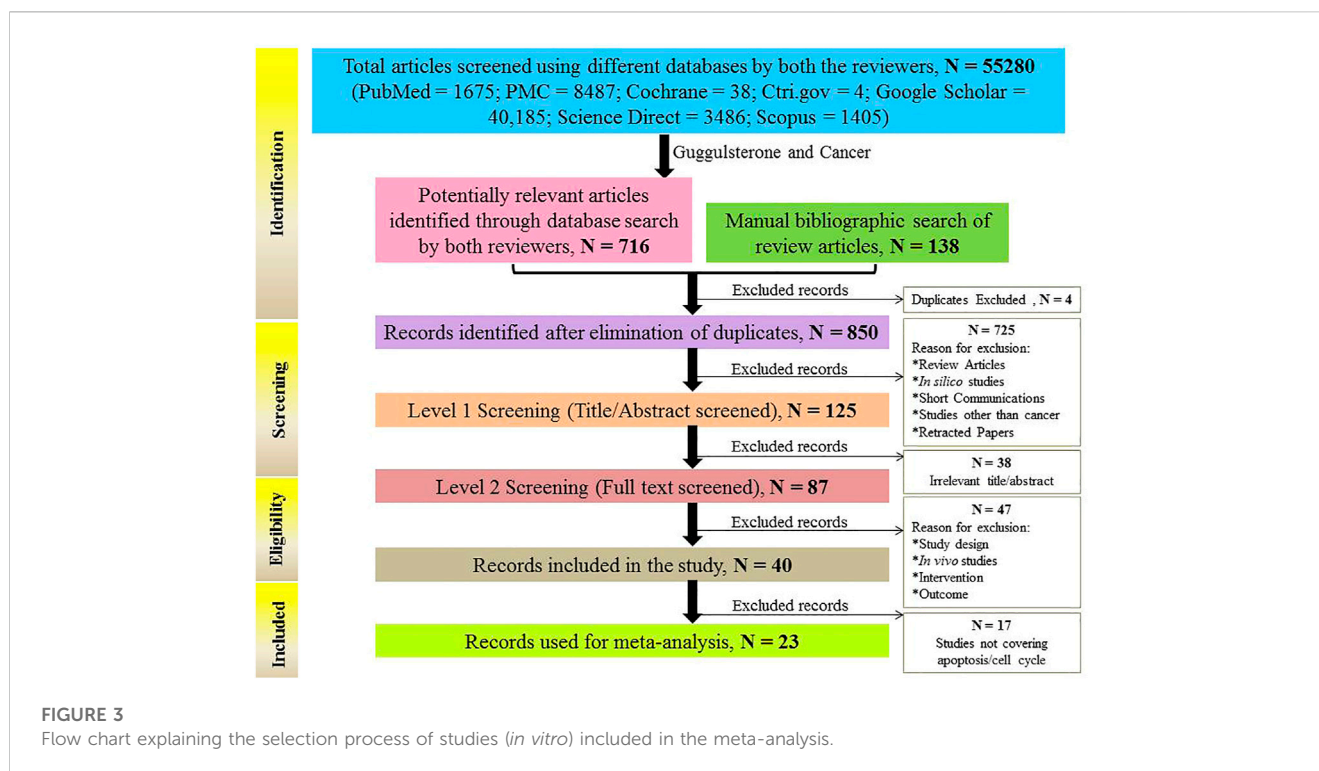 Identification
Total articles screened using different databases by both the reviewers, N = 55280
(PubMed = 1675; PMC = 8487; Cochrane = 38; Ctri.gov = 4; Google Scholar =
40,185; Science Direct = 3486; Scopus = 1405)
Guggulsterone and Cancer
Potentially relevant articles
identified through database search
by both reviewers, N = 716
Manual bibliographic search of
review articles, N = 138
Excluded records
Duplicates Excluded , N = 4
Screening
Records identified after elimination of duplicates, N = 850
Excluded records
N = 725
Reason for exclusion:
*Review Articles
*In silico studies
*Short Communications
*Studies other than cancer
*Retracted Papers
Level 1 Screening (Title/Abstract screened), N = 125
Excluded records
N = 38
Irrelevant title/abstract
Eligibility
Level 2 Screening (Full text screened), N = 87
Excluded records
N = 47
Reason for exclusion:
*Study design
*In vivo studies
*Intervention
*Outcome
Records included in the study, N = 40
Included
Excluded records
N = 17
Studies not covering
apoptosis/cell cycle
Records used for meta-analysis, N = 23
FIGURE 3
Flow chart explaining the selection process of studies (in vitro) included in the meta-analysis.